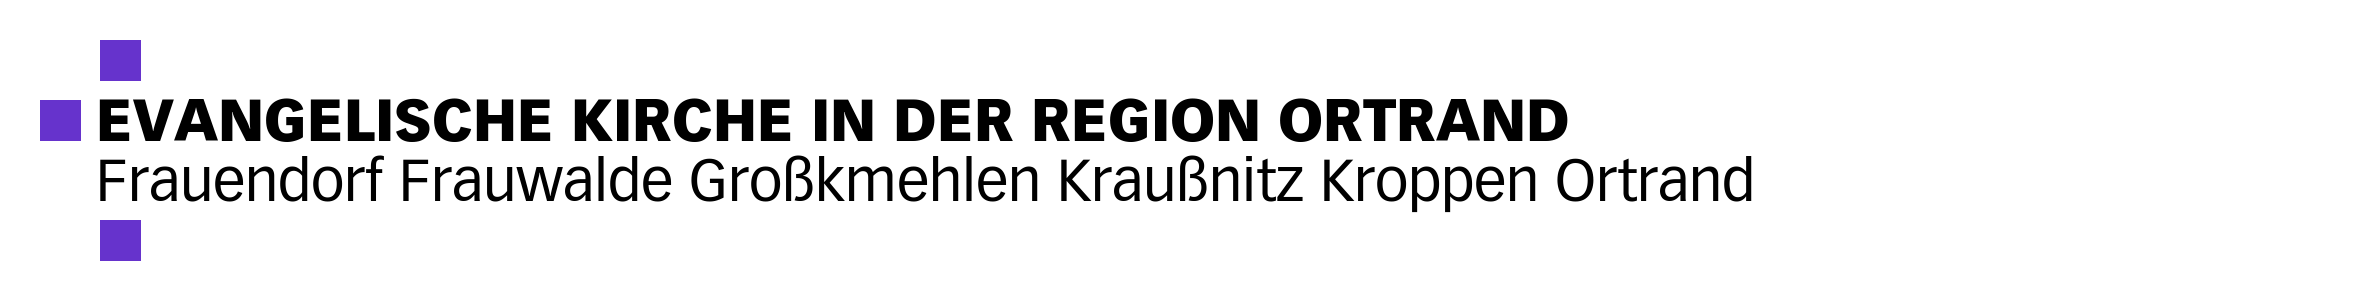 EVANGELISCHE KIRCHE IN DER REGION ORTRAND
Frauendorf Frauwalde Großkmehlen Kraußnitz Kroppen Ortrand